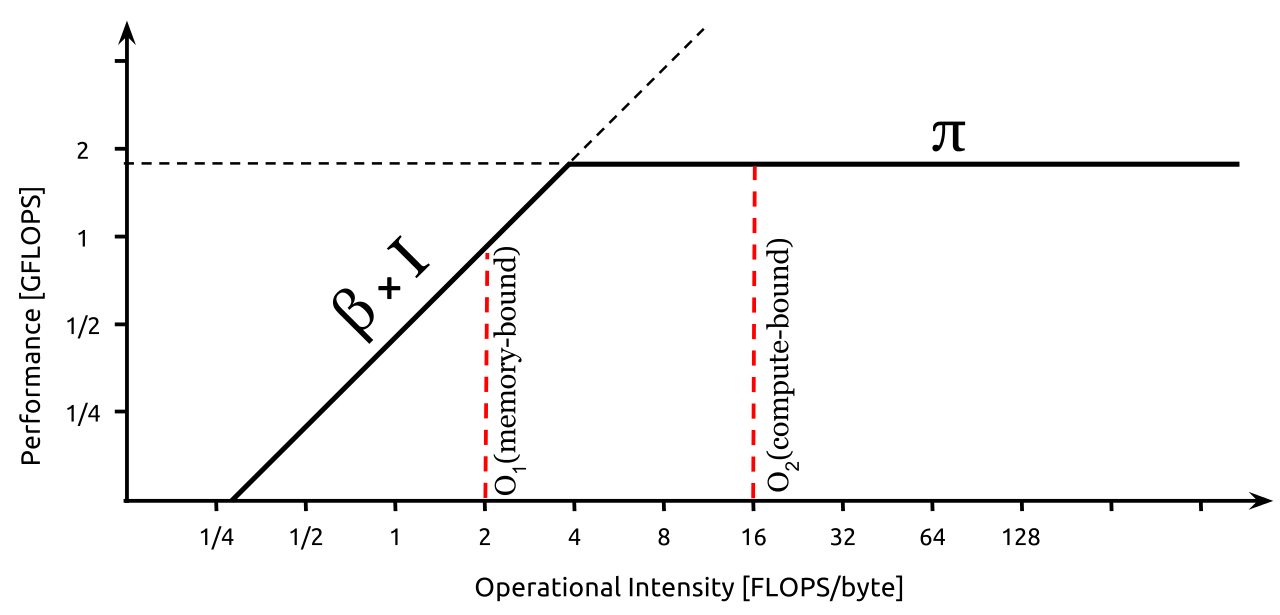 π
2
1
1/2
1/4
Performance [GFLOPS]
β * I
O1(memory-bound)
O2(compute-bound)
1/4 1/2 1 2 4 8 16 32 64 128
Operational Intensity [FLOPS/byte]